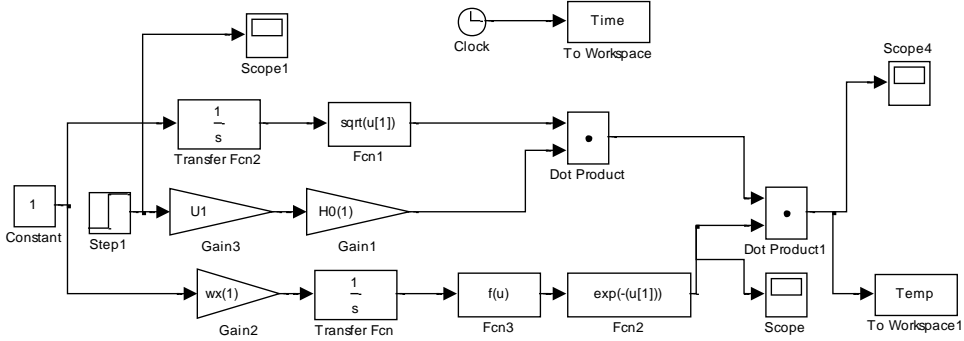 Time
Clock
To Workspace
Scope1
Scope4
1
s
Transfer Fcn2
sqrt(u[1])
Fcn1
Dot Product
1
Constant
Step1
U1
Gain3
H0(1)
Gain1
Dot Product1
wx(1)
Gain2
1
s
Transfer Fcn
f(u)
Fcn3
exp(-(u[1]))
Fcn2
Scope
Temp
To Workspace1